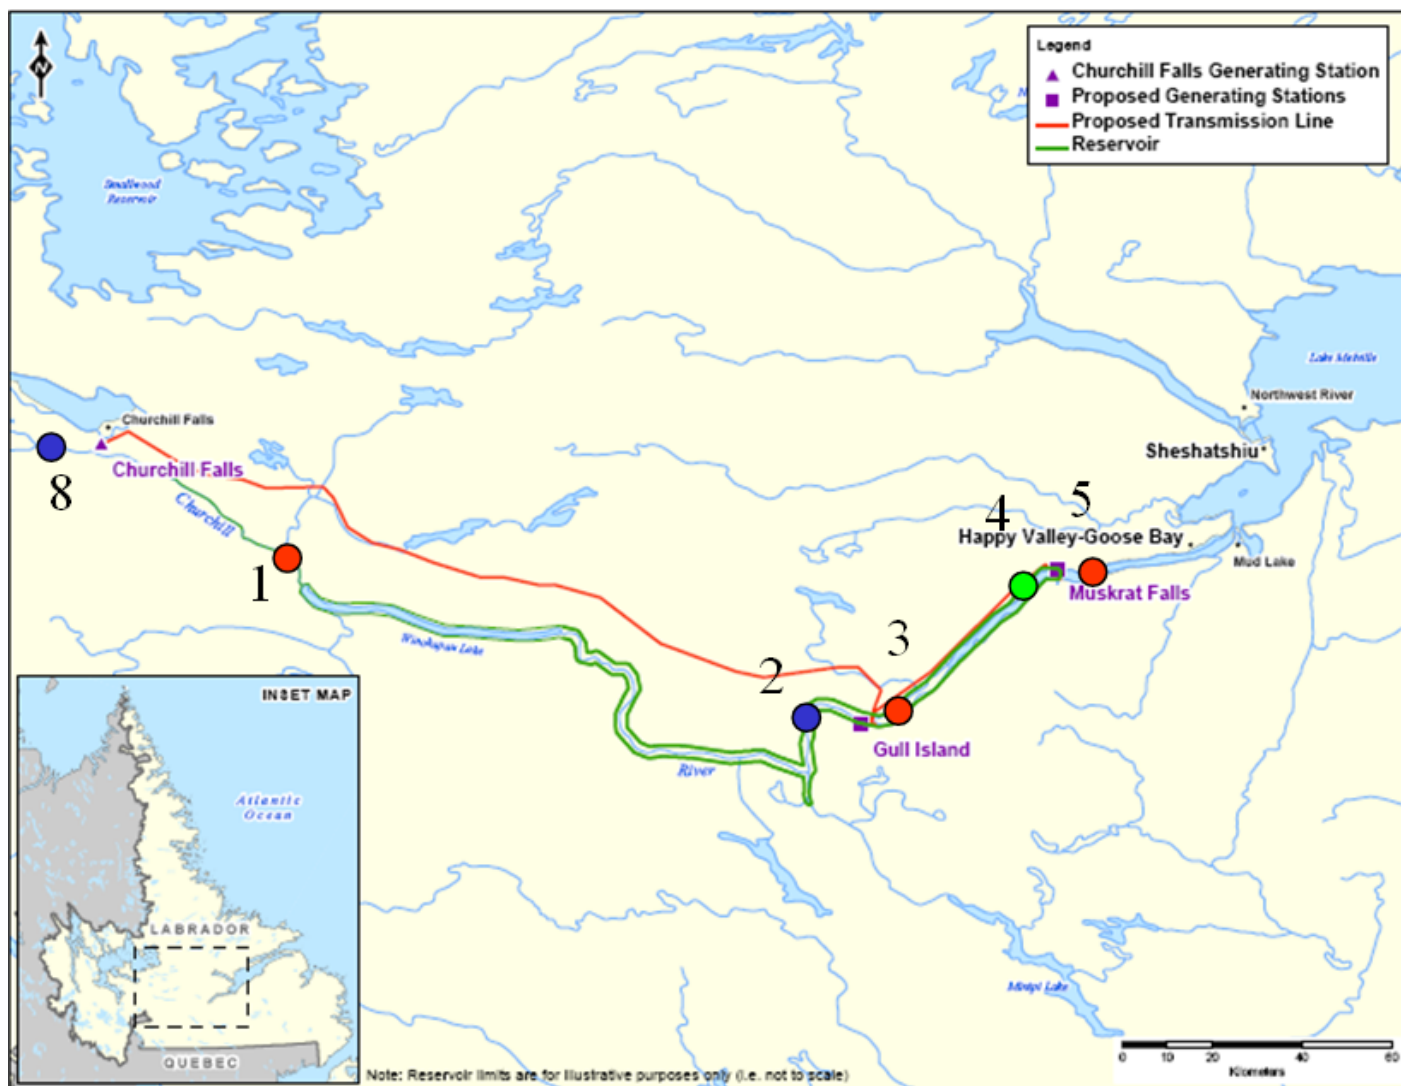 N
Legend
Churchill Falls Generating Station
Proposed Generating Stations
Proposed Transmission Line
Reservoir
Smallwood
Reservoir
Lake Melville
Northwest River
Sheshatshiu
Churchill Falls
Churchill Falls
8
Churchill
1
4
5
Happy Valley-Goose Bay
Mud Lake
Muskrat Falls
Winokapau Lake
3
2
Gull Island
River
INSET MAP
Atlantic
Ocean
LABRADOR
QUEBEC
Minipi Lake
0 10 20 40 60
Kilometers
Note: Reservoir limits are for illustrative purposes only (i.e. not to scale)